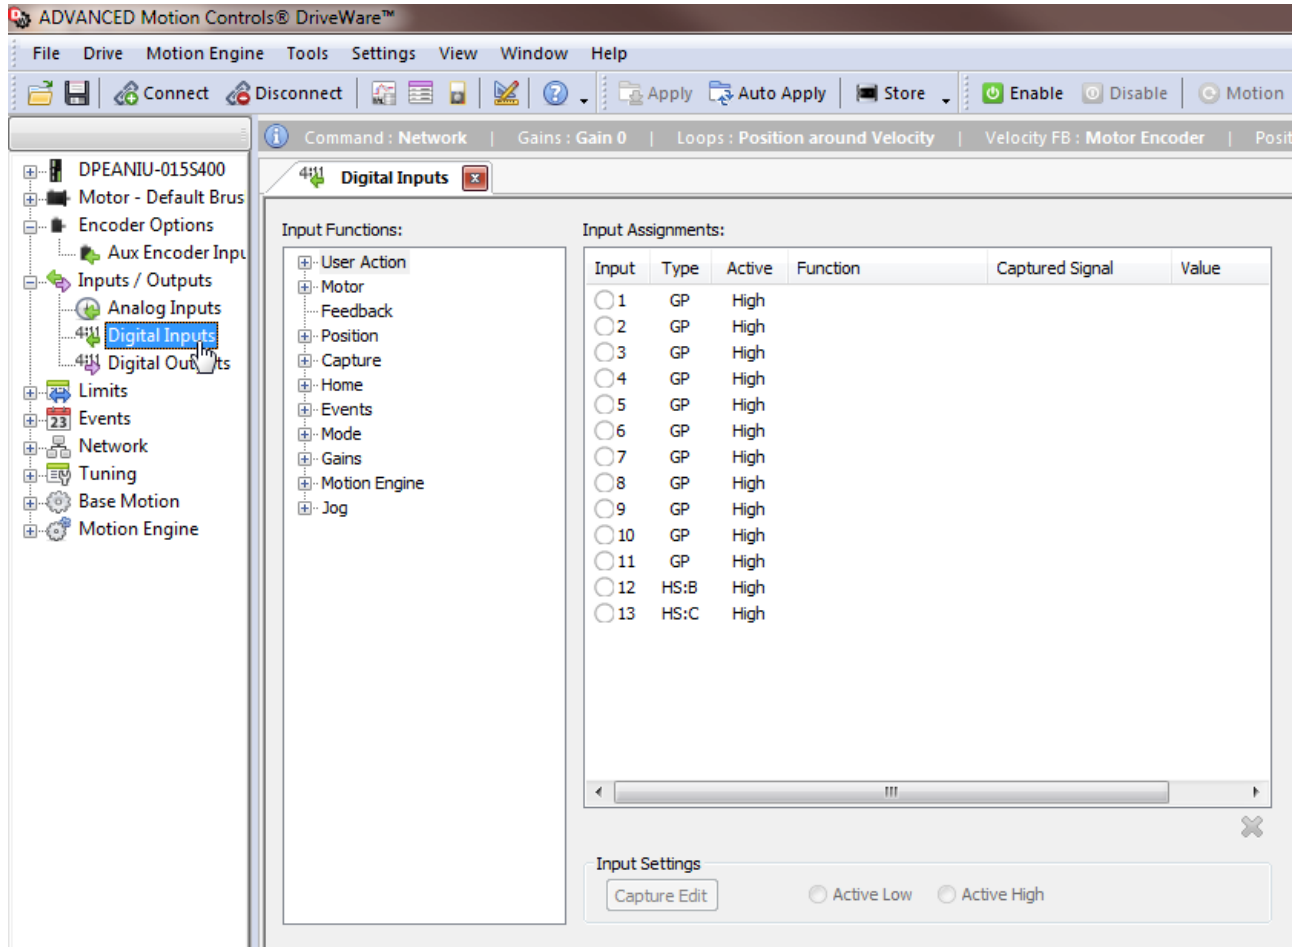 ADVANCED Motion Controls® DriveWare™
File Drive Motion Engine Tools Settings View Window Help
Connect Disconnect Apply Auto Apply Store Enable Disable Motion
Command : Network | Gains : Gain 0 | Loops : Position around Velocity | Velocity FB : Motor Encoder | Posit
DPEANIU-015S400
Motor - Default Brus
Encoder Options
Aux Encoder Inpu
Inputs / Outputs
Analog Inputs
Digital Inputs
Digital Outputs
Limits
Events
Network
Tuning
Base Motion
Motion Engine
Digital Inputs
Input Functions:
User Action
Motor
Feedback
Position
Capture
Home
Events
Mode
Gains
Motion Engine
Jog
Input Assignments:
Input Type Active Function Captured Signal Value
1 GP High
2 GP High
3 GP High
4 GP High
5 GP High
6 GP High
7 GP High
8 GP High
9 GP High
10 GP High
11 GP High
12 HS:B High
13 HS:C High
Input Settings
Capture Edit Active Low Active High